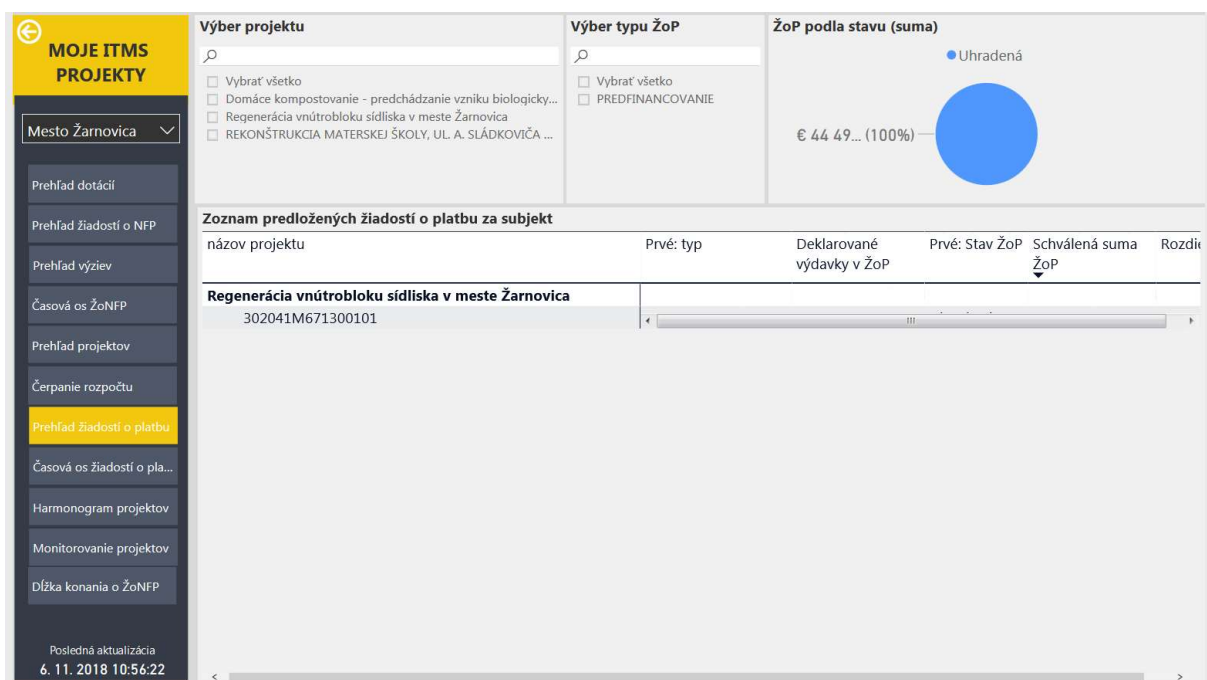 MOJE ITMS
PROJEKTY
Mesto Žarnovica
Prehľad dotácií
Prehľad žiadostí o NFP
Prehľad výziev
Časová os ŽoNFP
Prehľad projektov
Čerpanie rozpočtu
Prehľad žiadostí o platbu
Časová os žiadostí o pla...
Harmonogram projektov
Monitorovanie projektov
Dĺžka konania o ŽoNFP
Posledná aktualizácia
6. 11. 2018 10:56:22
Výber projektu
Vybrať všetko
Domáce kompostovanie - predchádzanie vzniku biologicky...
Regenerácia vnútrobloku sídliska v meste Žarnovica
REKONŠTRUKCIA MATERSKEJ ŠKOLY, UL. A. SLÁDKOVIČA ...
Výber typu ŽoP
Vybrať všetko
PREDFINANCOVANIE
ŽoP podla stavu (suma)
Uhradená
€ 44 49... (100%)
Zoznam predložených žiadostí o platbu za subjekt
názov projektu Prvé: typ Deklarované výdavky v ŽoP Prvé: Stav ŽoP Schválená suma ŽoP Rozdie
Regenerácia vnútrobloku sídliska v meste Žarnovica
302041M671300101